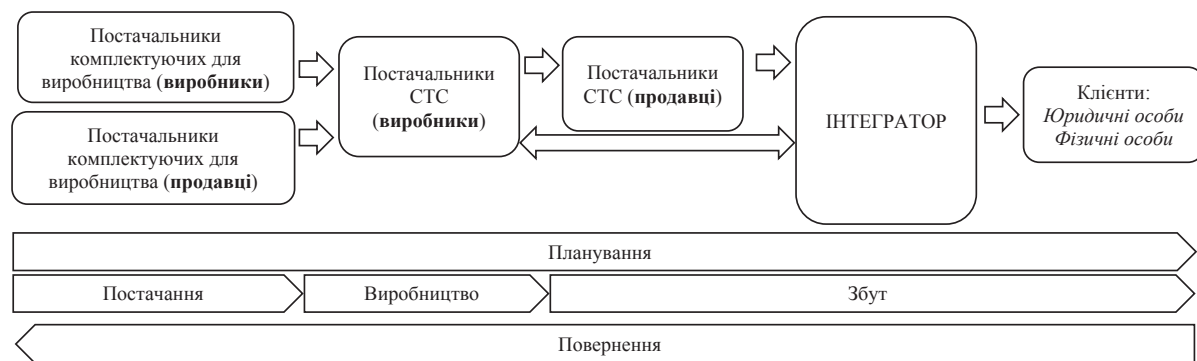 Постачальники
комплектуючих для
виробництва (виробники)
Постачальники
комплектуючих для
виробництва (продавці)
Постачальники
СТС
(виробники)
Постачальники
СТС (продавці)
ІНТЕГРАТОР
Клієнти:
Юридичні особи
Фізичні особи
Планування
Постачання
Виробництво
Збут
Повернення